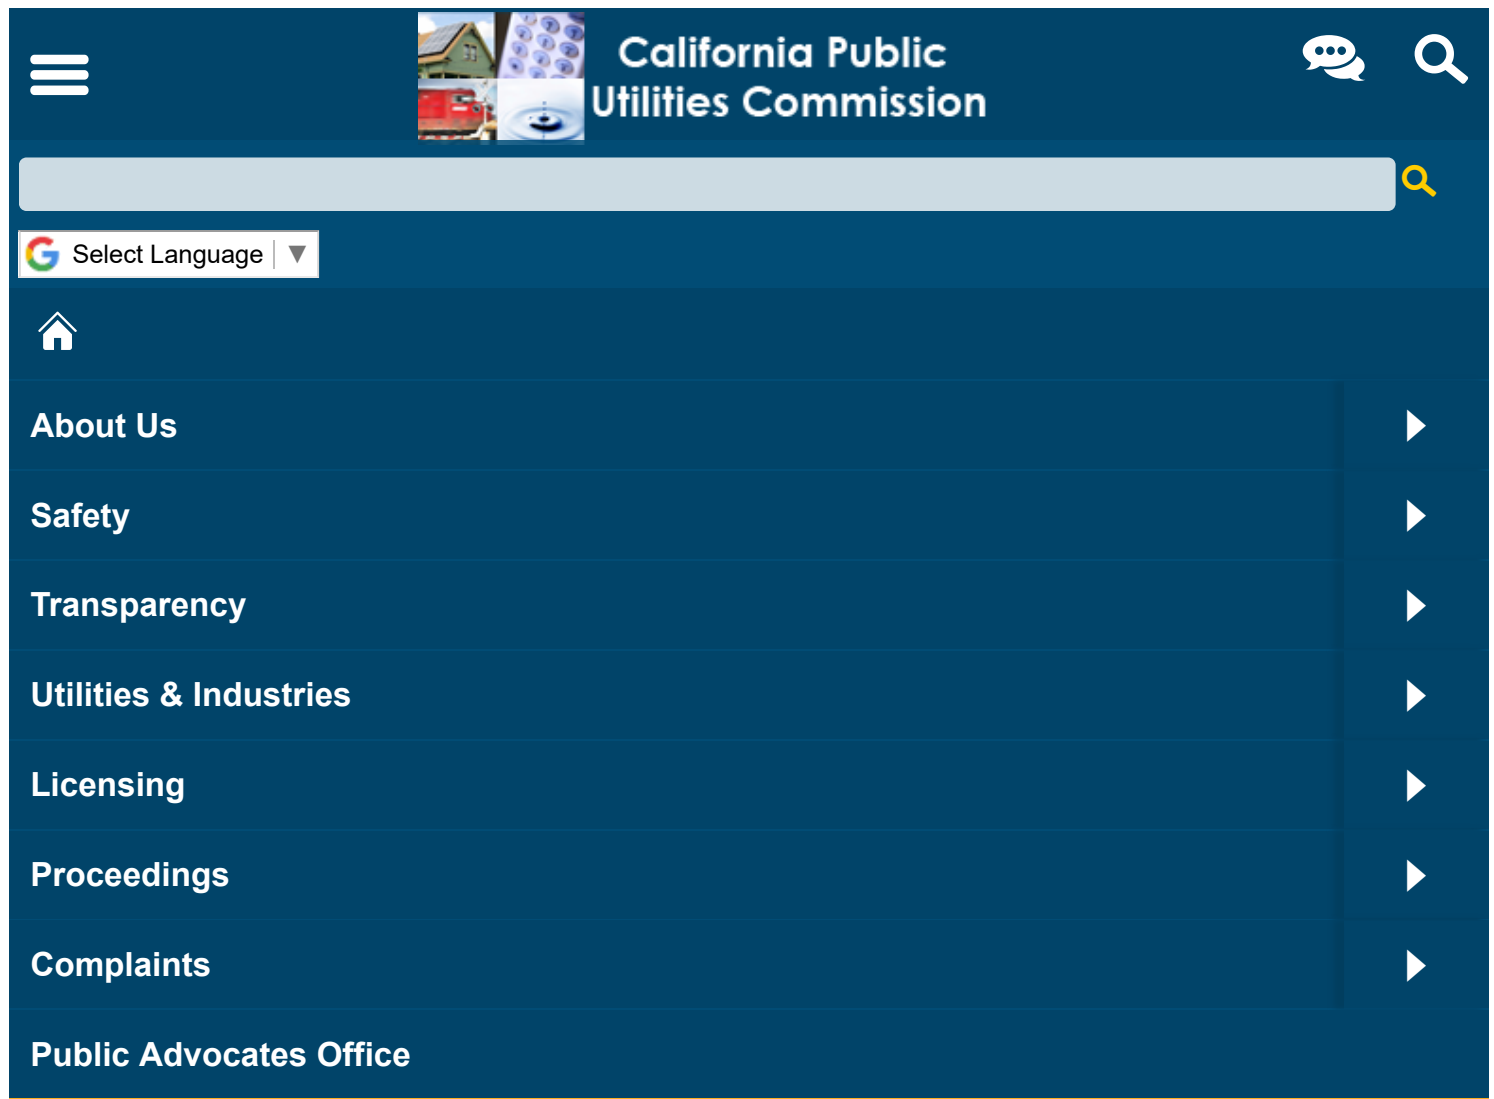 California Public
Utilities Commission
Select Language ▼
About Us
Safety
Transparency
Utilities & Industries
Licensing
Proceedings
Complaints
Public Advocates Office